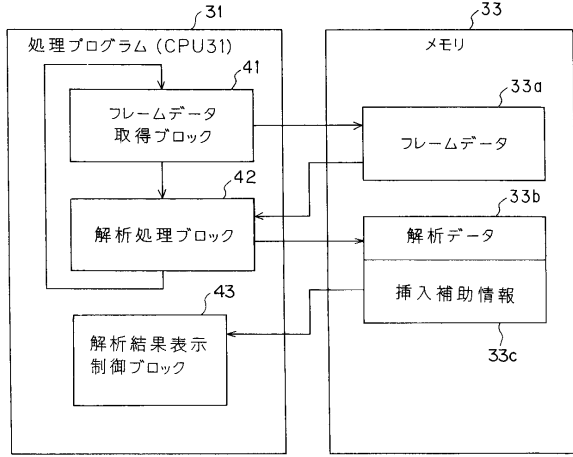 31
処理プログラム(CPU31)
41
フレームデータ
取得ブロック
42
解析処理ブロック
43
解析結果表示
制御ブロック
33
メモリ
33a
フレームデータ
33b
解析データ
挿入補助情報
33c